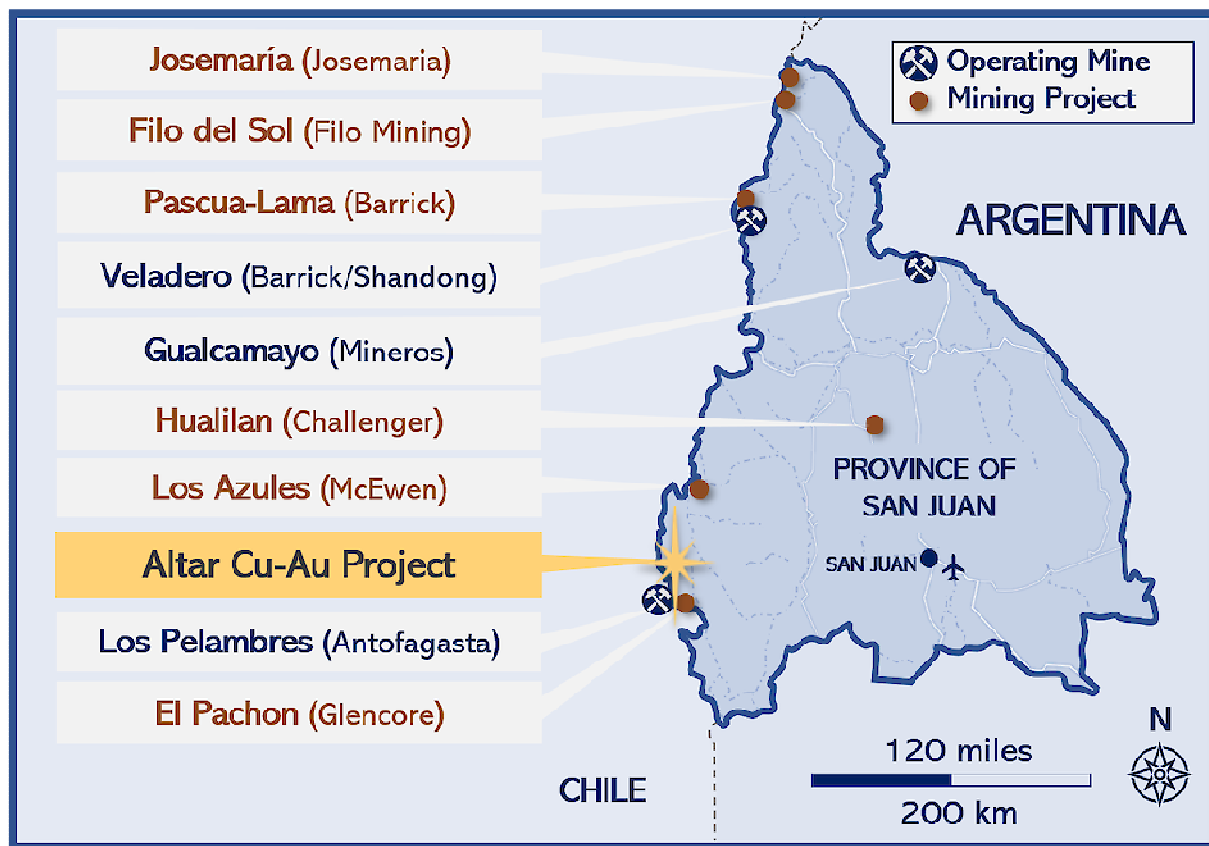 Josemaría (Josemaria)
Filo del Sol (Filo Mining)
Pascua-Lama (Barrick)
Veladero (Barrick/Shandong)
Gualcamayo (Mineros)
Hualilan (Challenger)
Los Azules (McEwen)
Altar Cu-Au Project
Los Pelambres (Antofagasta)
El Pachon (Glencore)
Operating Mine
Mining Project
ARGENTINA
PROVINCE OF
SAN JUAN
SAN JUAN
CHILE
120 miles
200 km
N